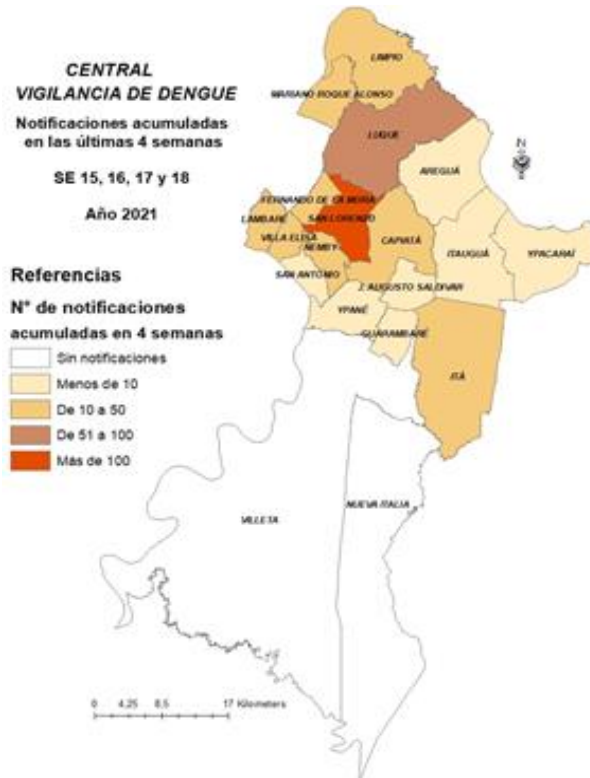 CENTRAL
VIGILANCIA DE DENGUE
Notificaciones acumuladas
en las últimas 4 semanas
SE 15, 16, 17 y 18
Año 2021
Referencias
N° de notificaciones
acumuladas en 4 semanas
Sin notificaciones
Menos de 10
De 10 a 50
De 51 a 100
Más de 100
LIMPIO
MARIANO ROQUE ALONSO
LUQUE
N
AREGUÁ
FERNANDO DE LA MORA
LAMBARÉ
SAN LORENZO
VILLA ELISA
ÑEMBY
CAPIATÁ
ITAUGUÁ
YPACARAÍ
SAN ANTONIO
J. AUGUSTO SALDIVAR
YPANÉ
GUARAMBARÉ
ITÁ
VILLETA
NUEVA ITALIA
0 4,25 8,5 17 Kilometers